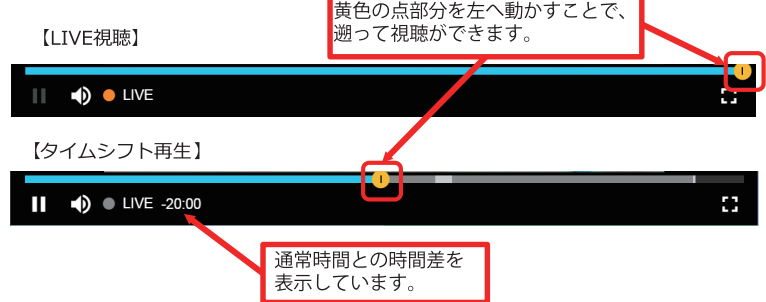 黄色の点部分を左へ動かすことで、
遡って視聴ができます。
【LIVE視聴】
LIVE
【タイムシフト再生】
LIVE -20:00
通常時間との時間差を
表示しています。